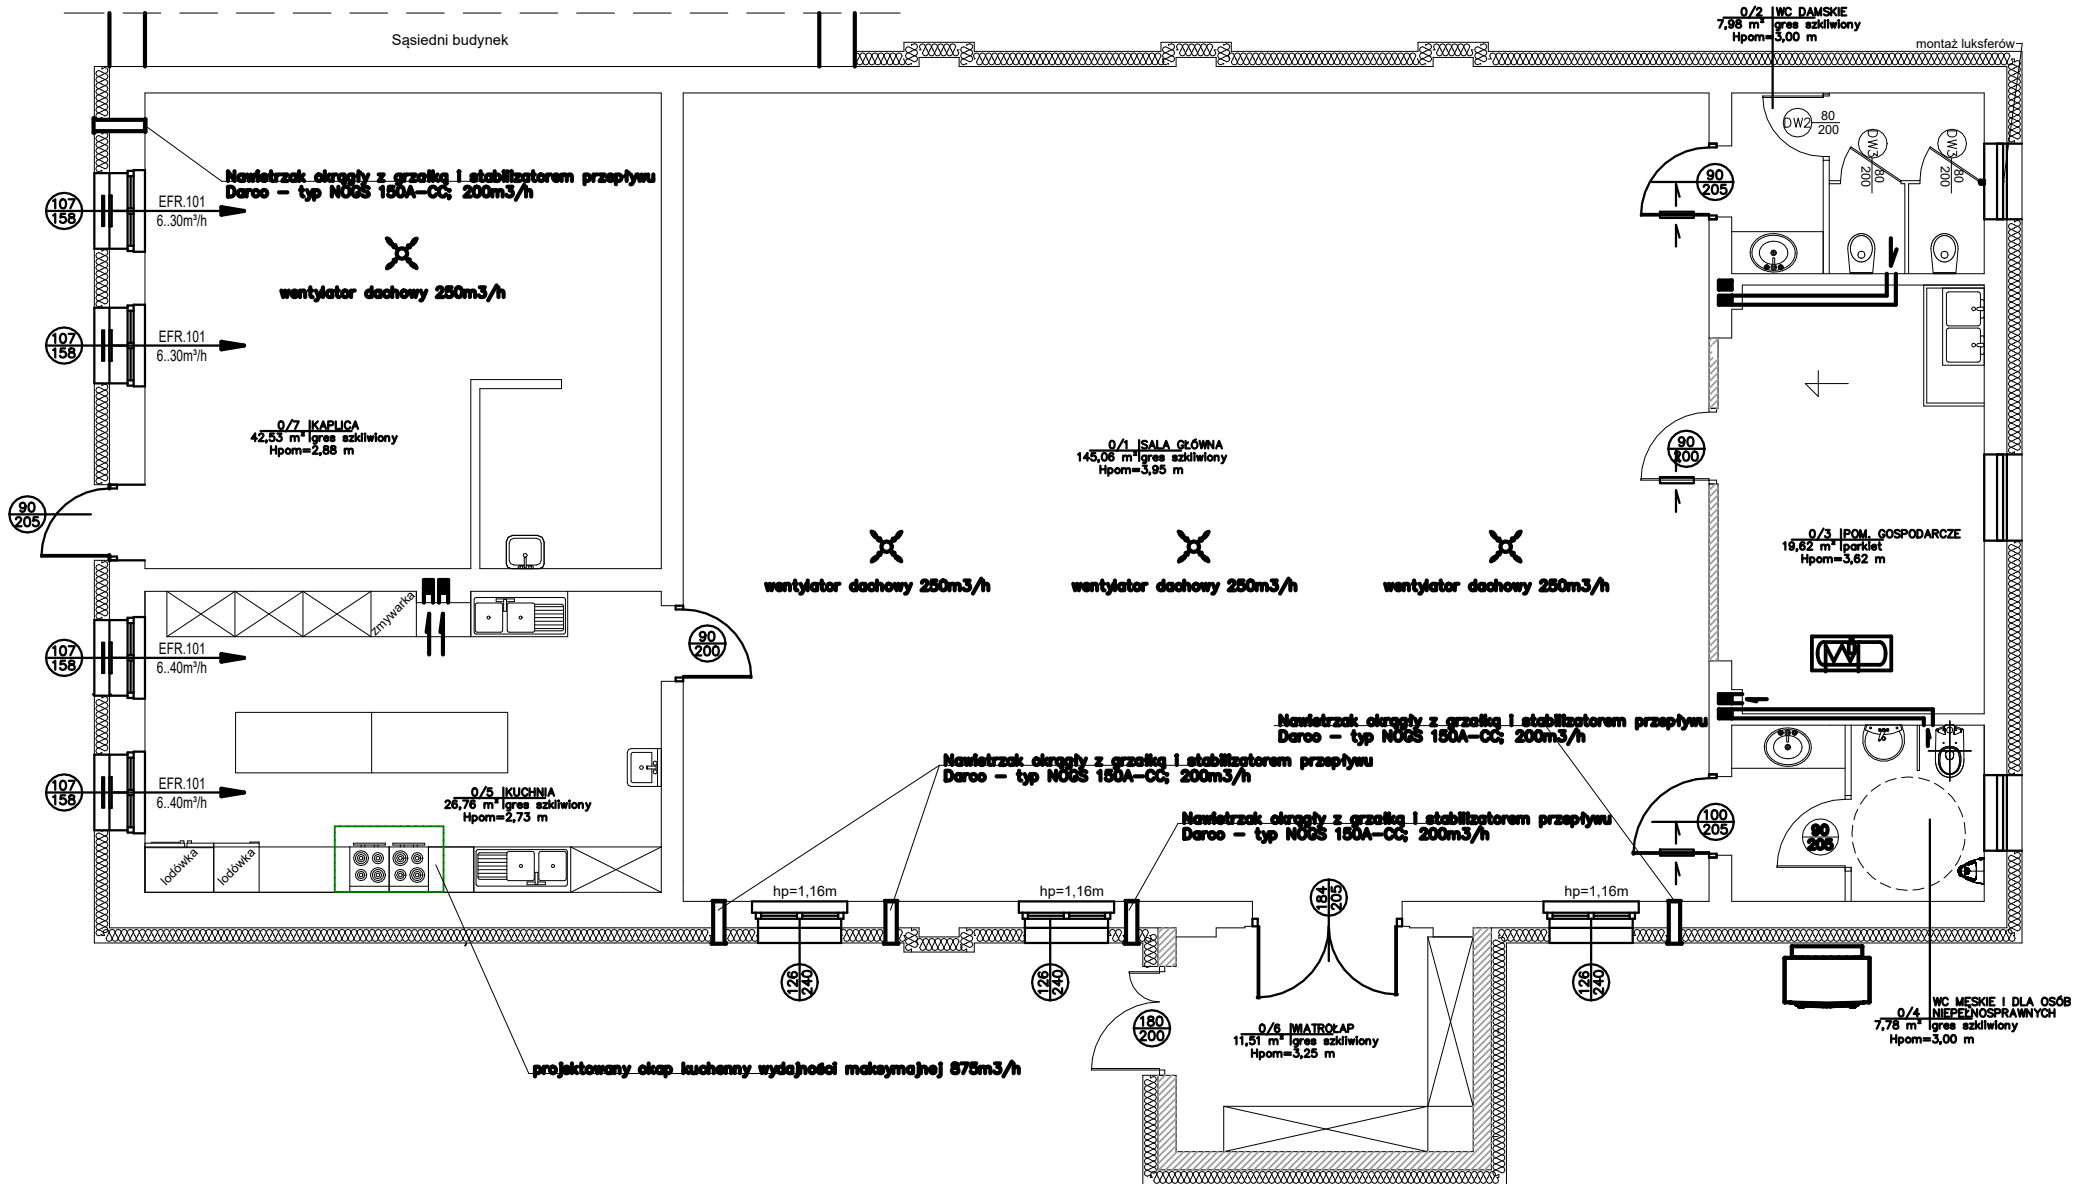 Sąsiedni budynek
0/2 WC DAMSKIE
7,98 m² gres szkliwiony
Hpom=3,00 m
montaż luksferów
DW2 80
200
DW3 80
200
DW3 80
200
Nawietrzak okrągły z grzałką i stabilizatorem przepływu
Darco – typ NOGS 150A-CC; 200m3/h
90
205
107
158
EFR.101
6..30m³/h
wentylator dachowy 250m3/h
107
158
EFR.101
6..30m³/h
0/7 KAPLICA
42,53 m² gres szkliwiony
Hpom=2,88 m
0/1 SALA GŁÓWNA
145,06 m² gres szkliwiony
Hpom=3,95 m
90
200
90
205
0/3 POM. GOSPODARCZE
19,62 m² parkiet
Hpom=3,62 m
wentylator dachowy 250m3/h
wentylator dachowy 250m3/h
wentylator dachowy 250m3/h
zmywarka
90
200
107
158
EFR.101
6..40m³/h
Nawietrzak okrągły z grzałką i stabilizatorem przepływu
Darco – typ NOGS 150A-CC; 200m3/h
Nawietrzak okrągły z grzałką i stabilizatorem przepływu
Darco – typ NOGS 150A-CC; 200m3/h
107
158
EFR.101
6..40m³/h
0/5 KUCHNIA
26,76 m² gres szkliwiony
Hpom=2,73 m
Nawietrzak okrągły z grzałką i stabilizatorem przepływu
Darco – typ NOGS 150A-CC; 200m3/h
100
205
90
205
lodówka
lodówka
hp=1,16m
hp=1,16m
184
205
hp=1,16m
126
240
126
240
126
240
180
200
0/6 WIATROŁAP
11,51 m² gres szkliwiony
Hpom=3,25 m
WC MĘSKIE I DLA OSÓB
0/4 NIEPEŁNOSPRAWNYCH
7,78 m² gres szkliwiony
Hpom=3,00 m
projektowany okap kuchenny wydajności maksymajnej 875m3/h